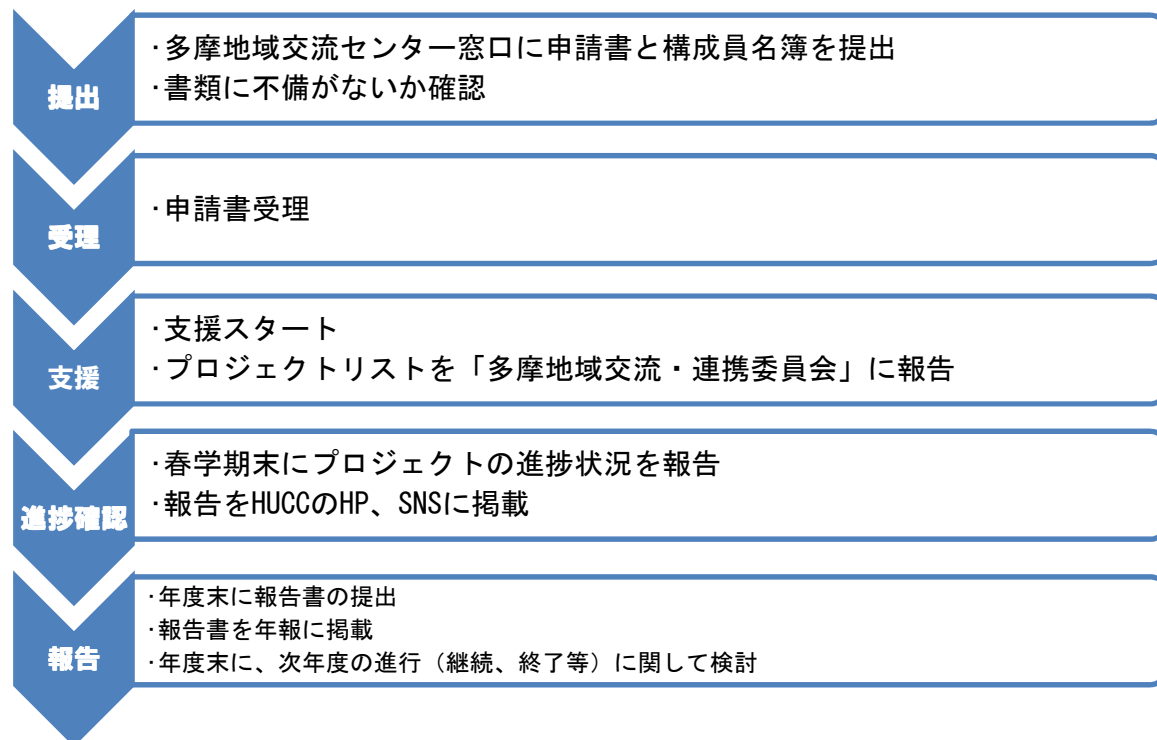 提出
・多摩地域交流センター窓口に申請書と構成員名簿を提出
・書類に不備がないか確認
受理
・申請書受理
支援
・支援スタート
・プロジェクトリストを「多摩地域交流・連携委員会」に報告
進捗確認
・春学期末にプロジェクトの進捗状況を報告
・報告をHUCCのHP、SNSに掲載
報告
・年度末に報告書の提出
・報告書を年報に掲載
・年度末に、次年度の進行（継続、終了等）に関して検討